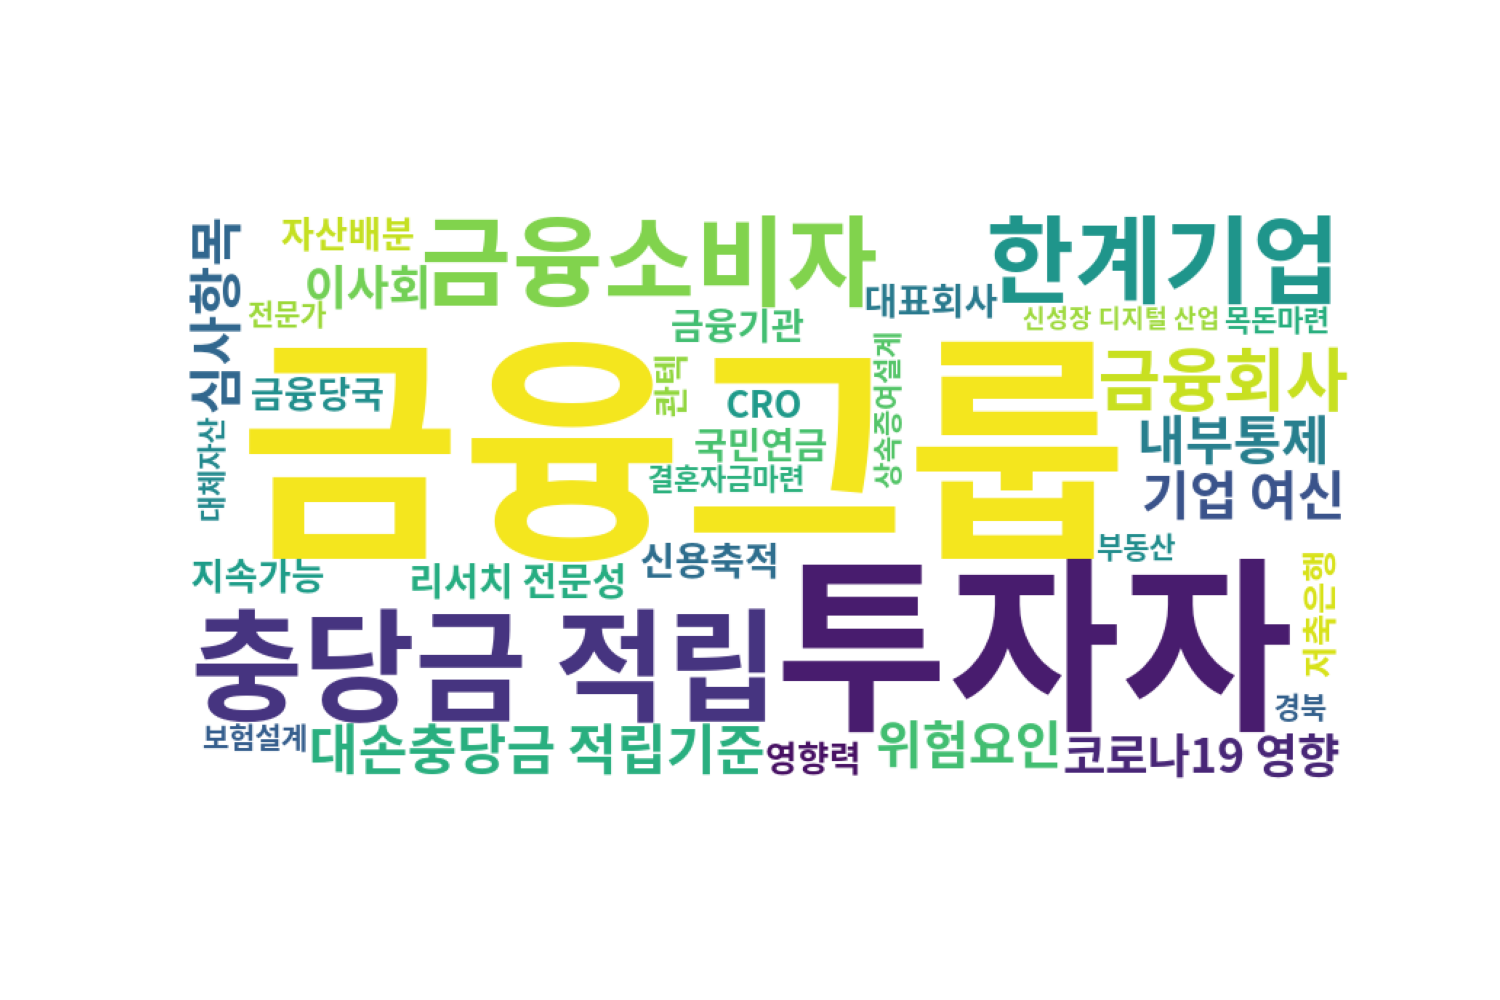 자산배분
금융소비자
한계기업
심사항목
이사회
대표회사
전문가
금융기관
신성장 디지털 산업
목돈마련
금융그룹
금융당국
콴텍
CRO
상속증여설계
금융회사
대체자산
국민연금
내부통제
결혼자금마련
기업 여신
지속가능
리서치 전문성
신용축적
부동산
충당금 적립
투자자
저축은행
경북
보험설계
대손충당금 적립기준
영향력
위험요인
코로나19 영향